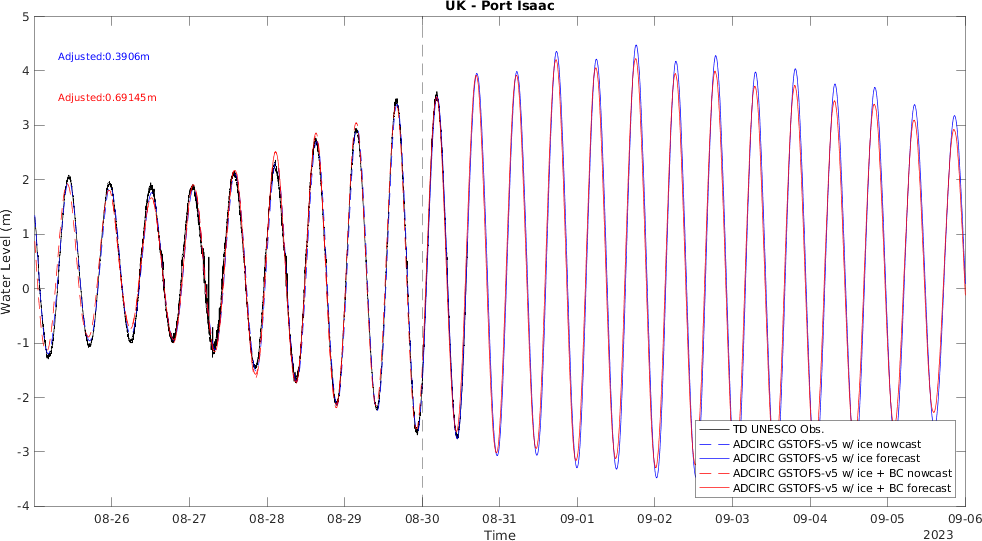 UK - Port Isaac
5
4
3
2
1
0
-1
-2
-3
-4
Water Level (m)
Adjusted:0.3906m
Adjusted:0.69145m
TD UNESCO Obs.
ADCIRC GSTOFS-v5 w/ ice nowcast
ADCIRC GSTOFS-v5 w/ ice forecast
ADCIRC GSTOFS-v5 w/ ice + BC nowcast
ADCIRC GSTOFS-v5 w/ ice + BC forecast
08-26 08-27 08-28 08-29 08-30 08-31 09-01 09-02 09-03 09-04 09-05 09-06
Time
2023